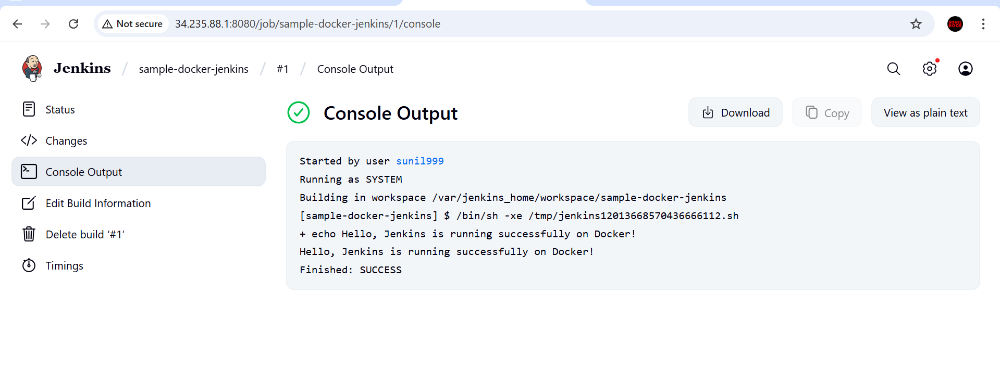 Not secure 34.235.88.1:8080/job/sample-docker-jenkins/1/console
SUNIL
ROCK
Jenkins / sample-docker-jenkins / #1 / Console Output
Status
Changes
Console Output
Edit Build Information
Delete build ‘#1’
Timings
Console Output
Download
Copy
View as plain text
Started by user sunil999
Running as SYSTEM
Building in workspace /var/jenkins_home/workspace/sample-docker-jenkins
[sample-docker-jenkins] $ /bin/sh -xe /tmp/jenkins12013668570436666112.sh
+ echo Hello, Jenkins is running successfully on Docker!
Hello, Jenkins is running successfully on Docker!
Finished: SUCCESS